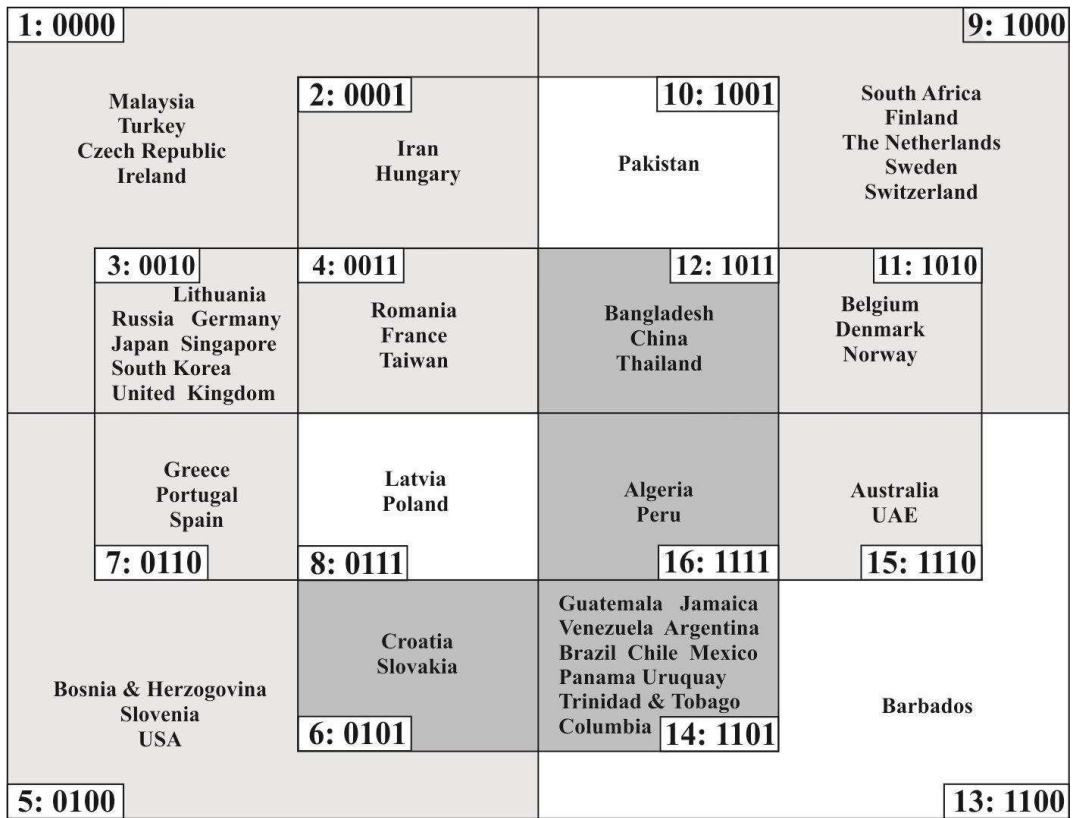 1: 0000
9: 1000
Malaysia
Turkey
Czech Republic
Ireland
2: 0001
Iran
Hungary
10: 1001
Pakistan
South Africa
Finland
The Netherlands
Sweden
Switzerland
3: 0010
Lithuania
Russia Germany
Japan Singapore
South Korea
United Kingdom
4: 0011
Romania
France
Taiwan
12: 1011
Bangladesh
China
Thailand
11: 1010
Belgium
Denmark
Norway
Greece
Portugal
Spain
7: 0110
Latvia
Poland
8: 0111
Algeria
Peru
16: 1111
Australia
UAE
15: 1110
Bosnia & Herzogovina
Slovenia
USA
5: 0100
Croatia
Slovakia
6: 0101
Guatemala Jamaica
Venezuela Argentina
Brazil Chile Mexico
Panama Uruguay
Trinidad & Tobago
Columbia
14: 1101
Barbados
13: 1100